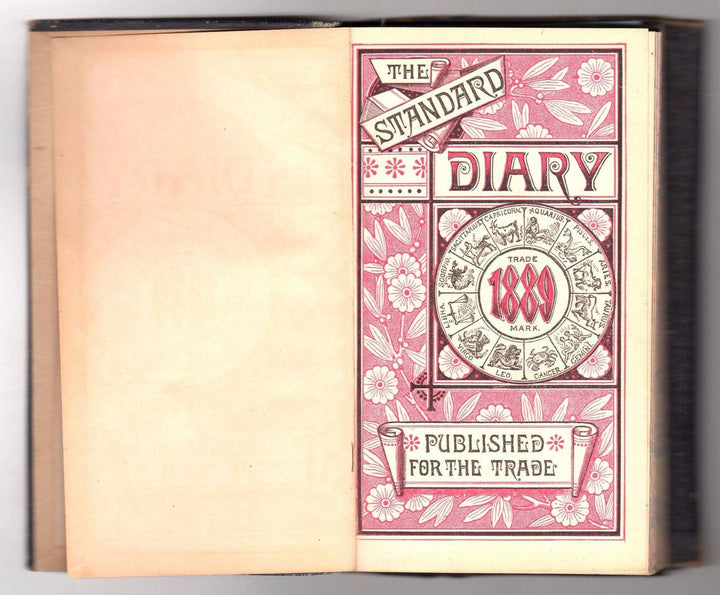 THE
STANDARD
DIARY
CAPRICORN.
AQUARIUS.
PISCES
ARIES.
TAURUS
GEMINI
CANCER
LEO.
VIRGO
LIBRA
SCORPIO.
SAGITTARIUS
TRADE
1889
MARK.
PUBLISHED
FOR THE TRADE